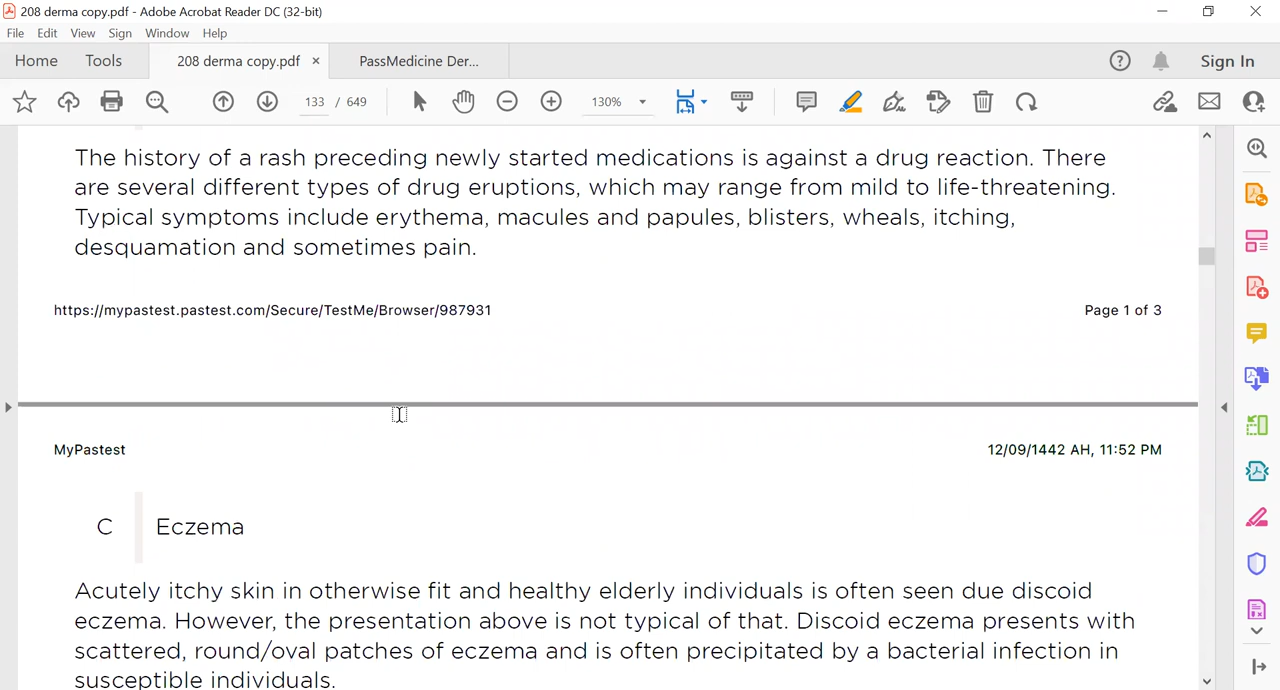 208 derma copy.pdf - Adobe Acrobat Reader DC (32-bit)
File Edit View Sign Window Help
Home Tools 208 derma copy.pdf × PassMedicine Der... Sign In
133 / 649 130%
The history of a rash preceding newly started medications is against a drug reaction. There
are several different types of drug eruptions, which may range from mild to life-threatening.
Typical symptoms include erythema, macules and papules, blisters, wheals, itching,
desquamation and sometimes pain.
https://mypastest.pastest.com/Secure/TestMe/Browser/987931 Page 1 of 3
MyPastest 12/09/1442 AH, 11:52 PM
C Eczema
Acutely itchy skin in otherwise fit and healthy elderly individuals is often seen due discoid
eczema. However, the presentation above is not typical of that. Discoid eczema presents with
scattered, round/oval patches of eczema and is often precipitated by a bacterial infection in
susceptible individuals.